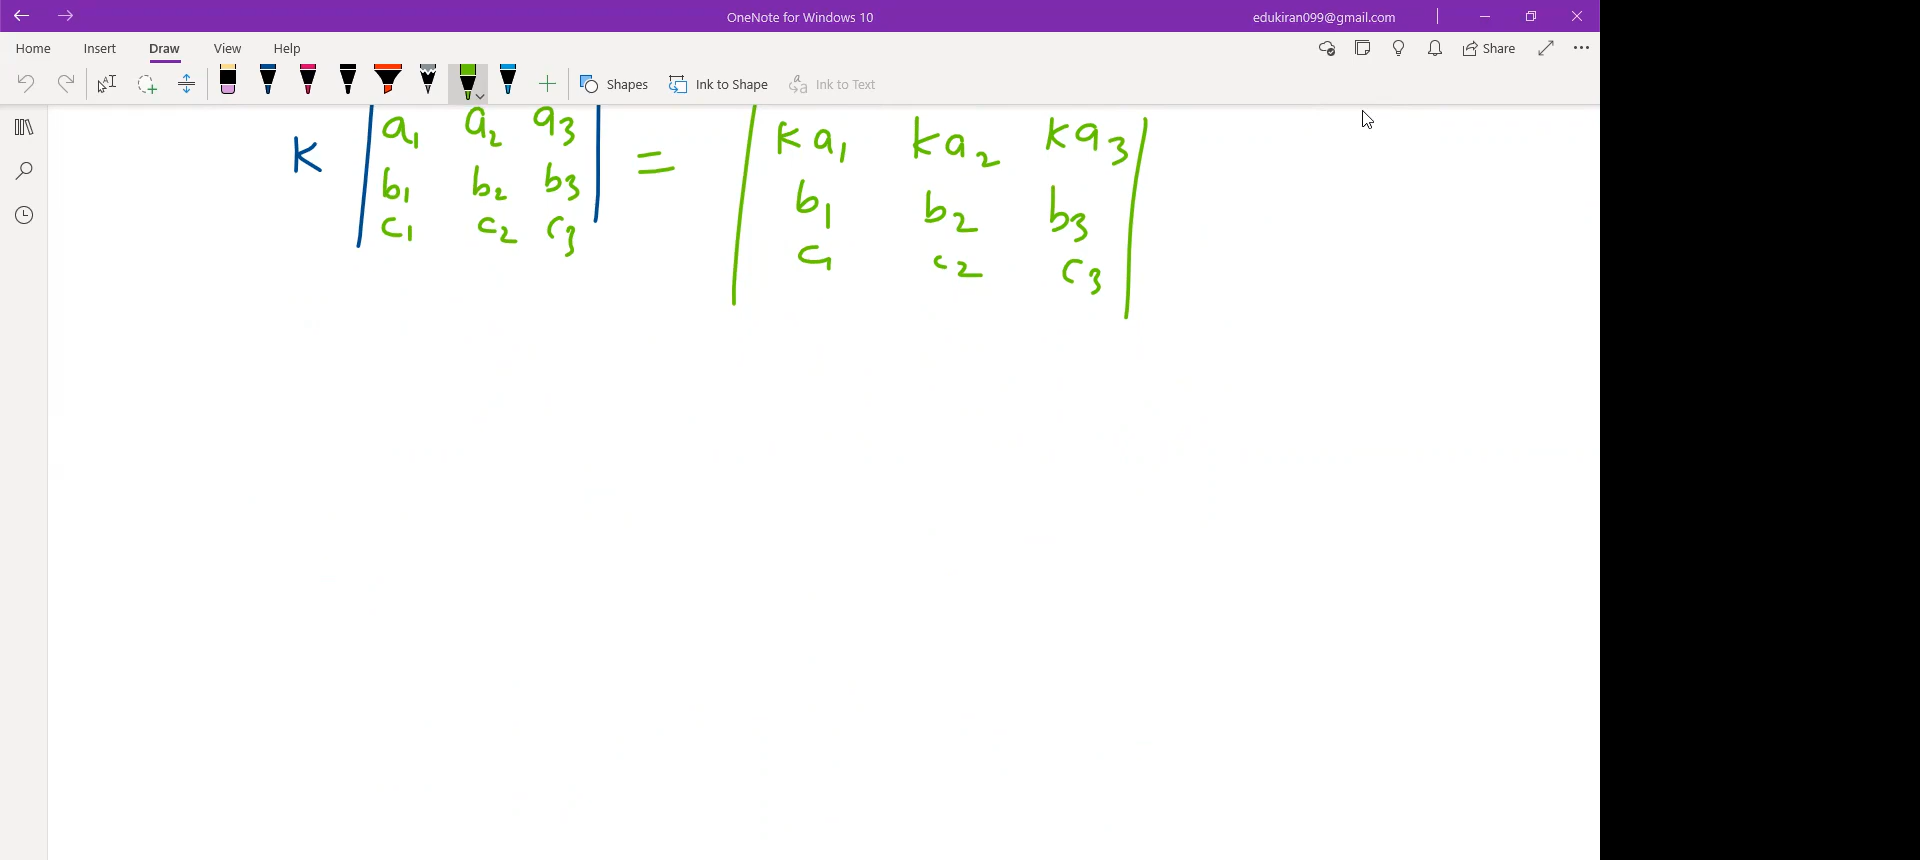 OneNote for Windows 10 edukiran099@gmail.com
Home Insert Draw View Help Share
Shapes Ink to Shape Ink to Text
K | a1 a2 a3 | = | Ka1 ka2 ka3 |
b1 b2 b3 b1 b2 b3
c1 c2 c3 c1 c2 c3